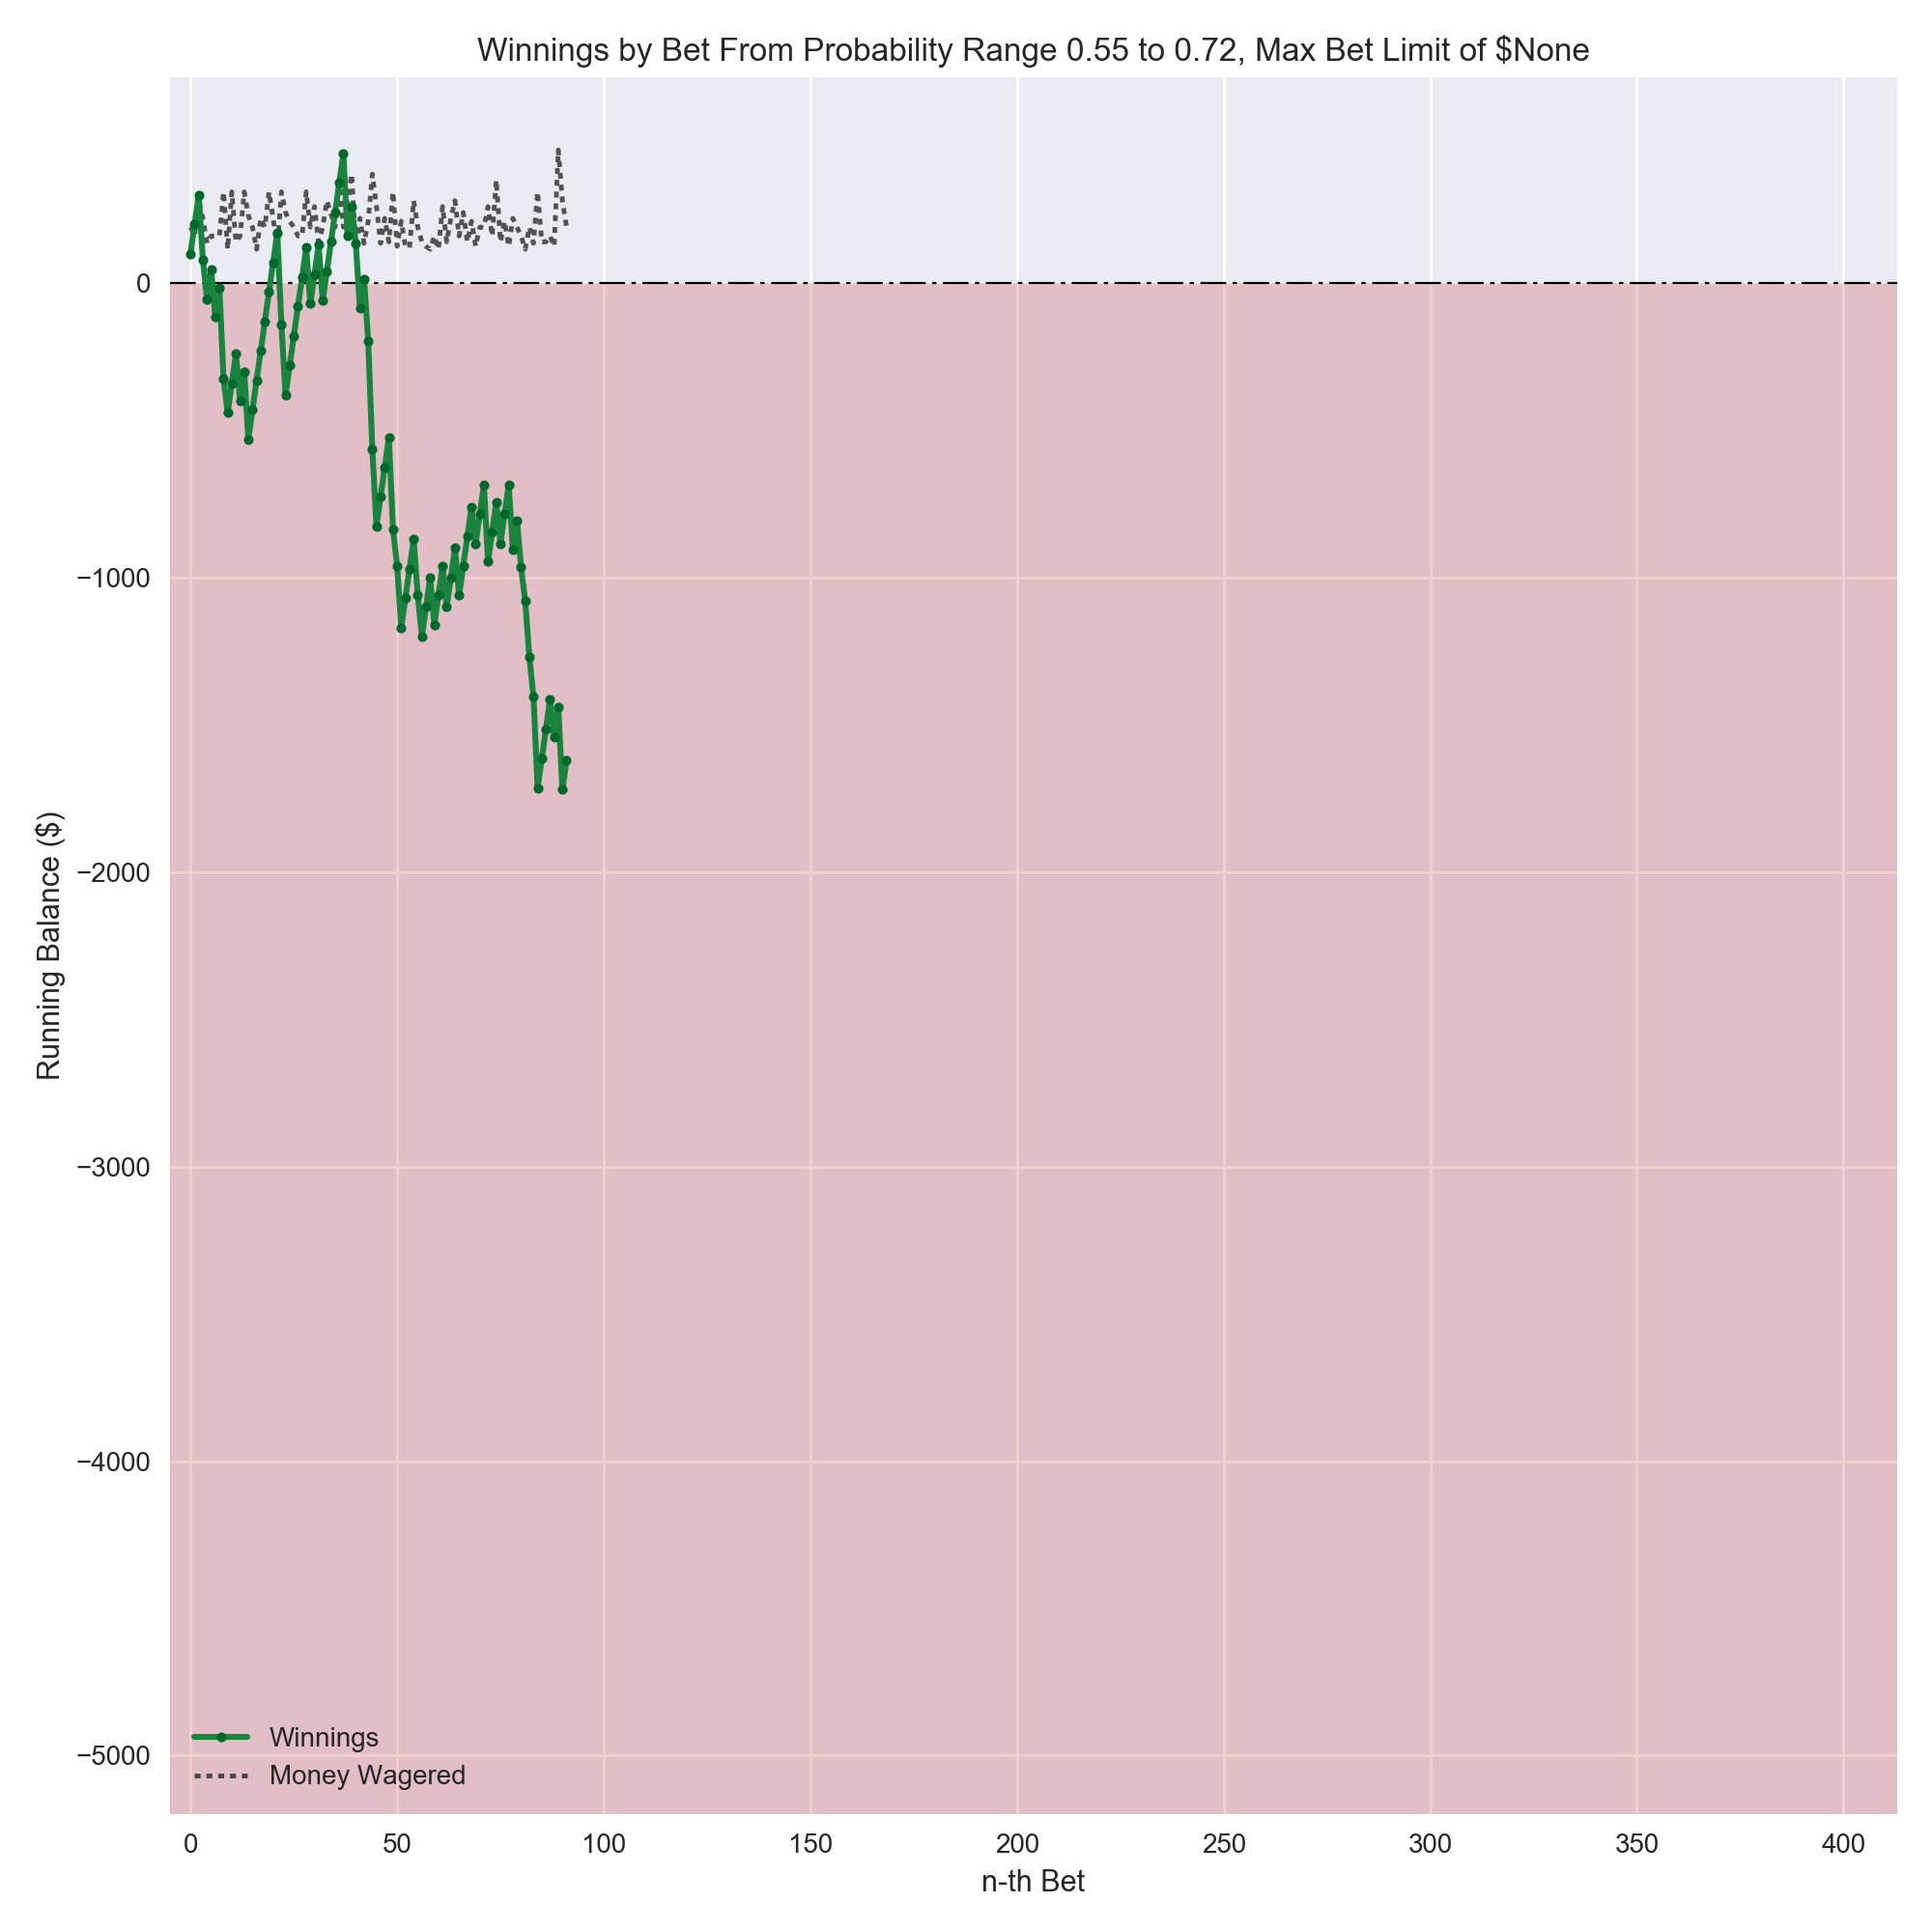 Winnings by Bet From Probability Range 0.55 to 0.72, Max Bet Limit of $None
Running Balance ($)
0
−1000
−2000
−3000
−4000
−5000
Winnings
Money Wagered
0 50 100 150 200 250 300 350 400
n-th Bet